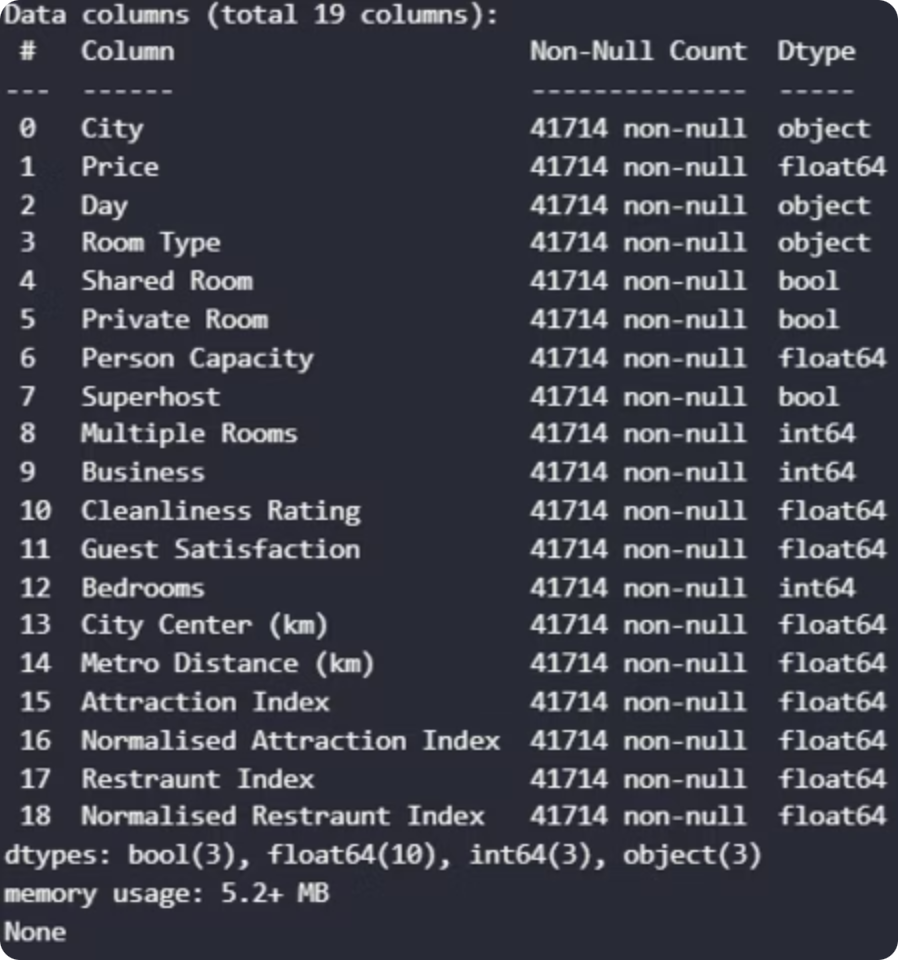 Data columns (total 19 columns):
 #   Column                       Non-Null Count  Dtype
---  ------                       --------------  -----
 0   City                         41714 non-null  object
 1   Price                        41714 non-null  float64
 2   Day                          41714 non-null  object
 3   Room Type                    41714 non-null  object
 4   Shared Room                  41714 non-null  bool
 5   Private Room                 41714 non-null  bool
 6   Person Capacity              41714 non-null  float64
 7   Superhost                    41714 non-null  bool
 8   Multiple Rooms               41714 non-null  int64
 9   Business                     41714 non-null  int64
 10  Cleanliness Rating           41714 non-null  float64
 11  Guest Satisfaction           41714 non-null  float64
 12  Bedrooms                     41714 non-null  int64
 13  City Center (km)             41714 non-null  float64
 14  Metro Distance (km)          41714 non-null  float64
 15  Attraction Index             41714 non-null  float64
 16  Normalised Attraction Index  41714 non-null  float64
 17  Restraunt Index              41714 non-null  float64
 18  Normalised Restraunt Index   41714 non-null  float64
dtypes: bool(3), float64(10), int64(3), object(3)
memory usage: 5.2+ MB
None